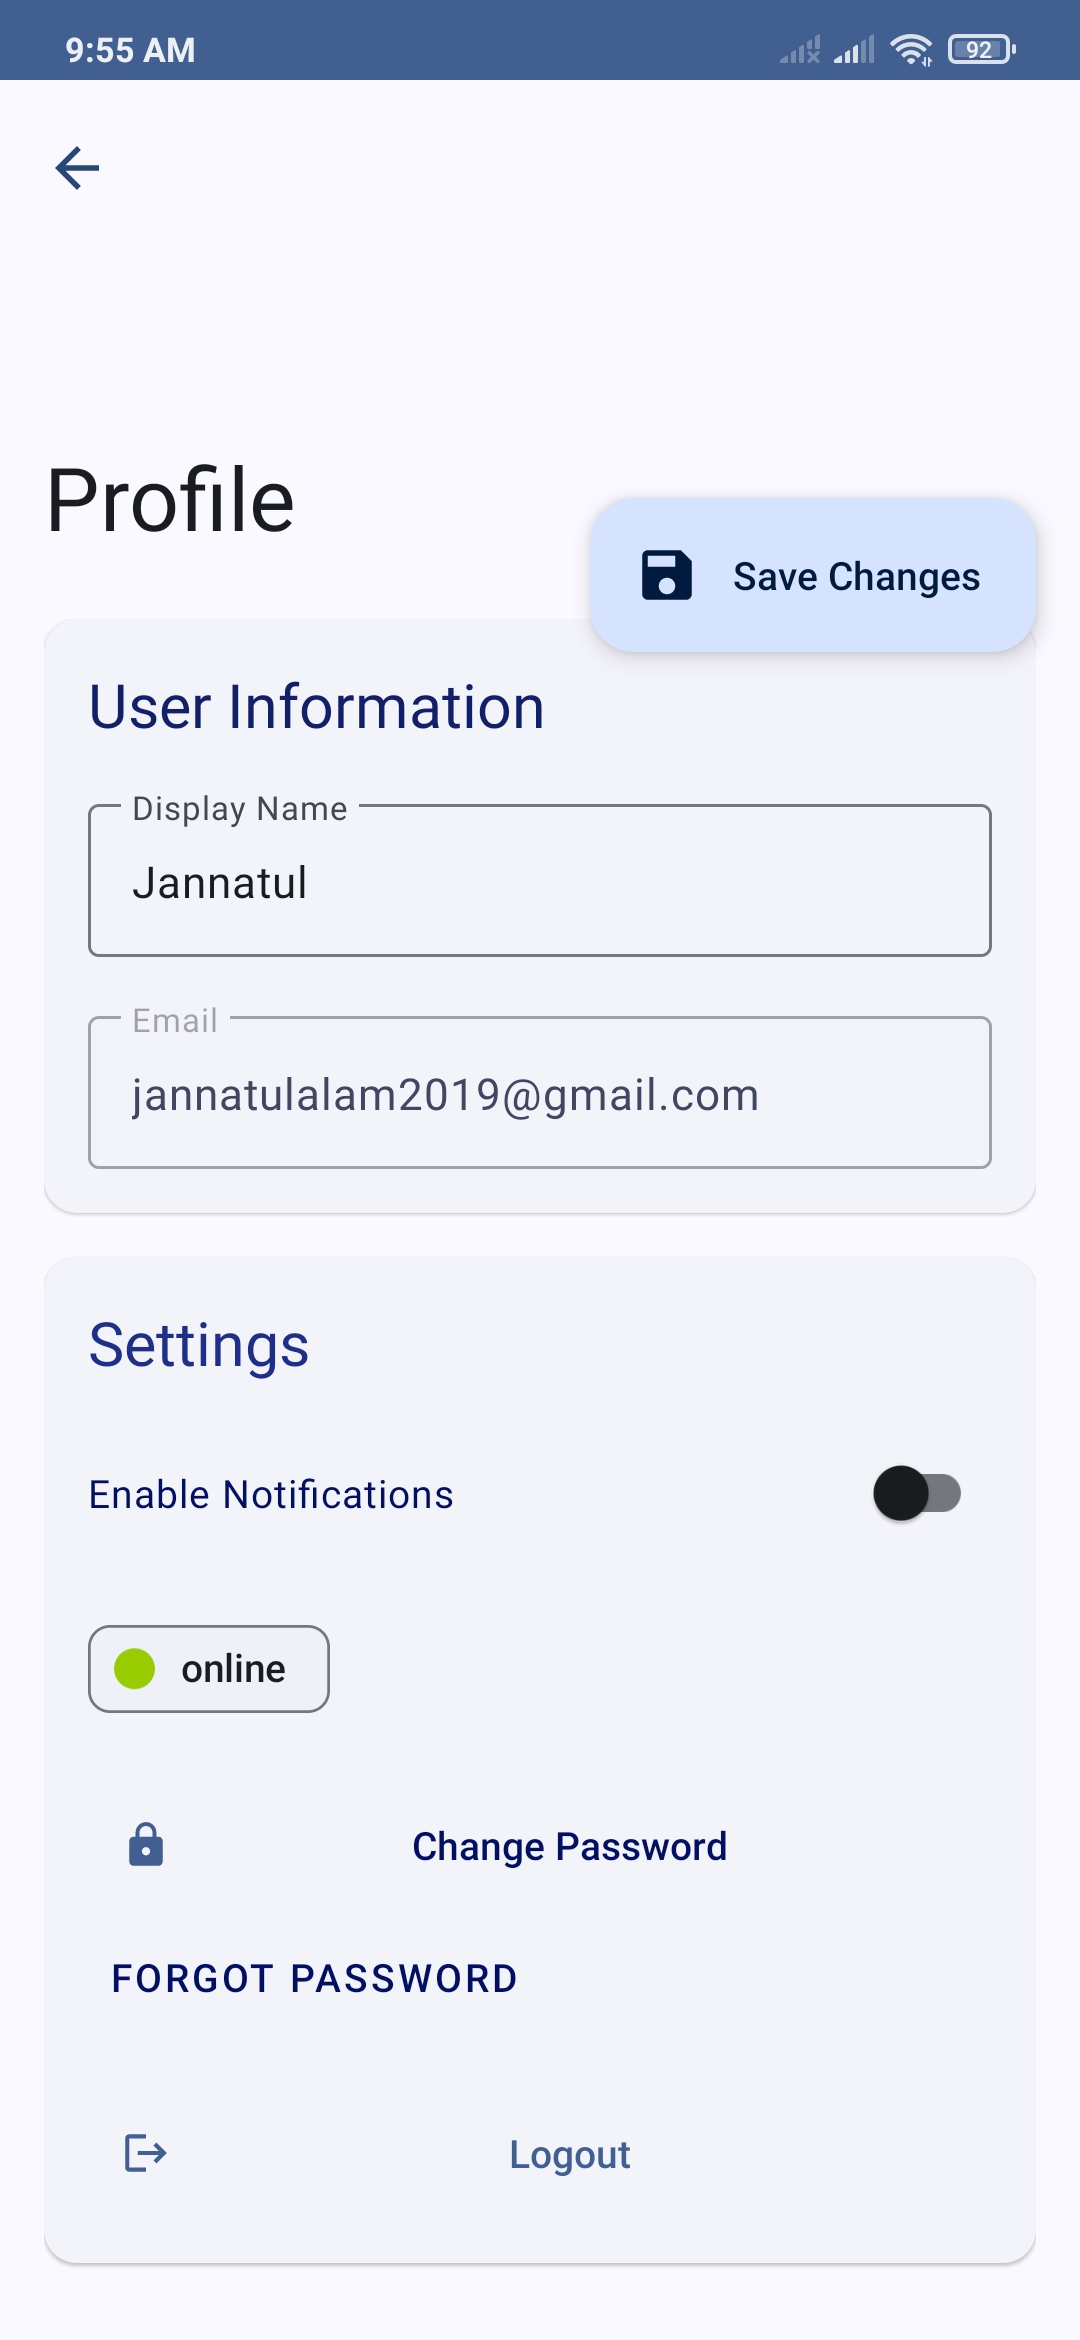 9:55 AM
92
Profile
Save Changes
User Information
Display Name
Jannatul
Email
jannatulalam2019@gmail.com
Settings
Enable Notifications
online
Change Password
FORGOT PASSWORD
Logout